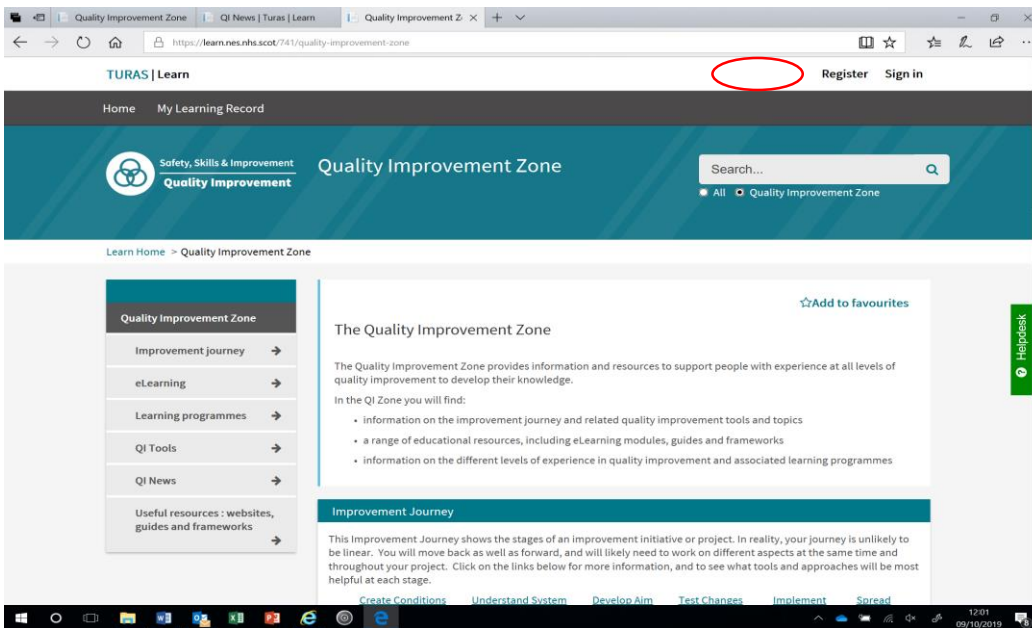 Quality Improvement Zone
QI News | Turas | Learn
Quality Improvement Z
https://learn.nes.nhs.scot/741/quality-improvement-zone
TURAS | Learn
Register Sign in
Home My Learning Record
Safety, Skills & Improvement
Quality Improvement
Quality Improvement Zone
Search...
All Quality Improvement Zone
Learn Home > Quality Improvement Zone
Quality Improvement Zone
Improvement journey
eLearning
Learning programmes
QI Tools
QI News
Useful resources : websites,
guides and frameworks
Add to favourites
The Quality Improvement Zone
The Quality Improvement Zone provides information and resources to support people with experience at all levels of
quality improvement to develop their knowledge.
In the QI Zone you will find:
• information on the improvement journey and related quality improvement tools and topics
• a range of educational resources, including eLearning modules, guides and frameworks
• information on the different levels of experience in quality improvement and associated learning programmes
Improvement Journey
This Improvement Journey shows the stages of an improvement initiative or project. In reality, your journey is unlikely to
be linear. You will move back as well as forward, and will likely need to work on different aspects at the same time and
throughout your project. Click on the links below for more information, and to see what tools and approaches will be most
helpful at each stage.
Create Conditions Understand System Develop Aim Test Changes Implement Spread
Helpdesk
12:01
09/10/2019